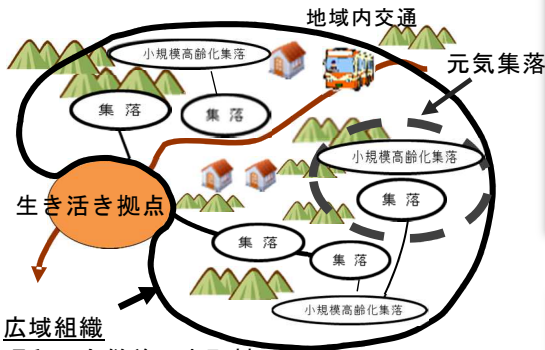 地域内交通
小規模高齢化集落
元気集落
集 落
集 落
小規模高齢化集落
集 落
生き活き拠点
集 落
集 落
小規模高齢化集落
広域組織